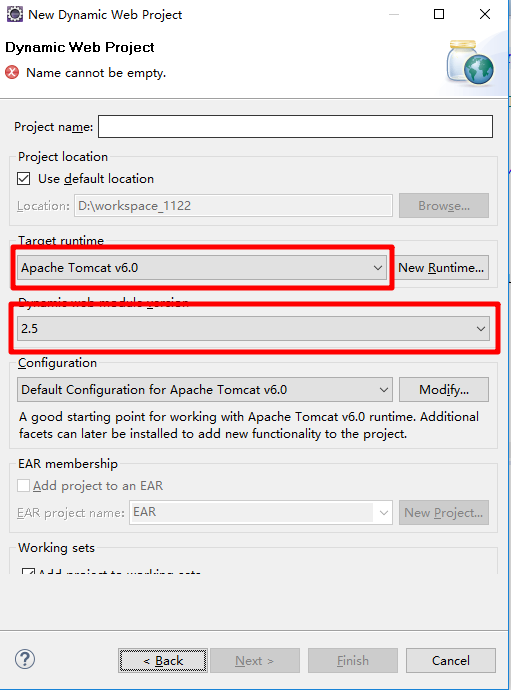 New Dynamic Web Project
Dynamic Web Project
Name cannot be empty.
Project name:
Project location
Use default location
Location: D:\workspace_1122 Browse...
Target runtime
Apache Tomcat v6.0 New Runtime...
Dynamic web module version
2.5
Configuration
Default Configuration for Apache Tomcat v6.0 Modify...
A good starting point for working with Apache Tomcat v6.0 runtime. Additional
facets can later be installed to add new functionality to the project.
EAR membership
Add project to an EAR
EAR project name: EAR New Project...
Working sets
Add project to working sets
< Back Next > Finish Cancel